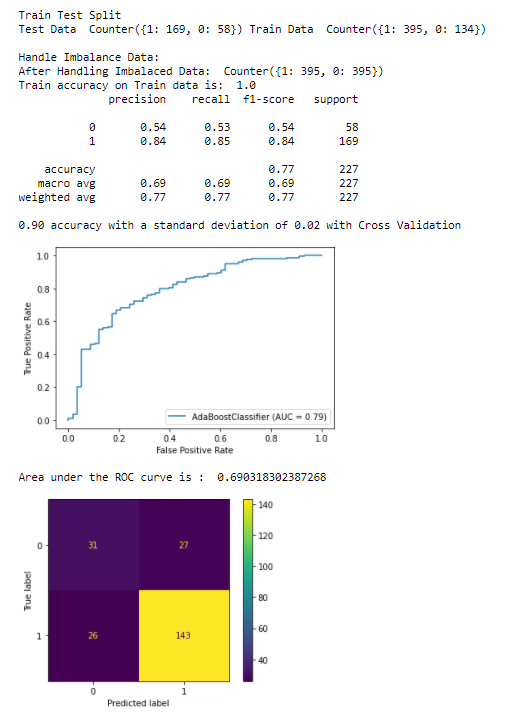 Train Test Split
Test Data  Counter({1: 169, 0: 58}) Train Data  Counter({1: 395, 0: 134})
Handle Imbalance Data:
After Handling Imbalaced Data:  Counter({1: 395, 0: 395})
Train accuracy on Train data is:  1.0
precision    recall  f1-score   support
0       0.54      0.53      0.54        58
1       0.84      0.85      0.84       169
accuracy                           0.77       227
macro avg       0.69      0.69      0.69       227
weighted avg       0.77      0.77      0.77       227
0.90 accuracy with a standard deviation of 0.02 with Cross Validation
1.0
0.8
0.6
0.4
0.2
0.0
True Positive Rate
AdaBoostClassifier (AUC = 0.79)
0.0 0.2 0.4 0.6 0.8 1.0
False Positive Rate
Area under the ROC curve is :  0.690318302387268
0 31 27
1 26 143
True label
0 1
Predicted label
140
120
100
80
60
40